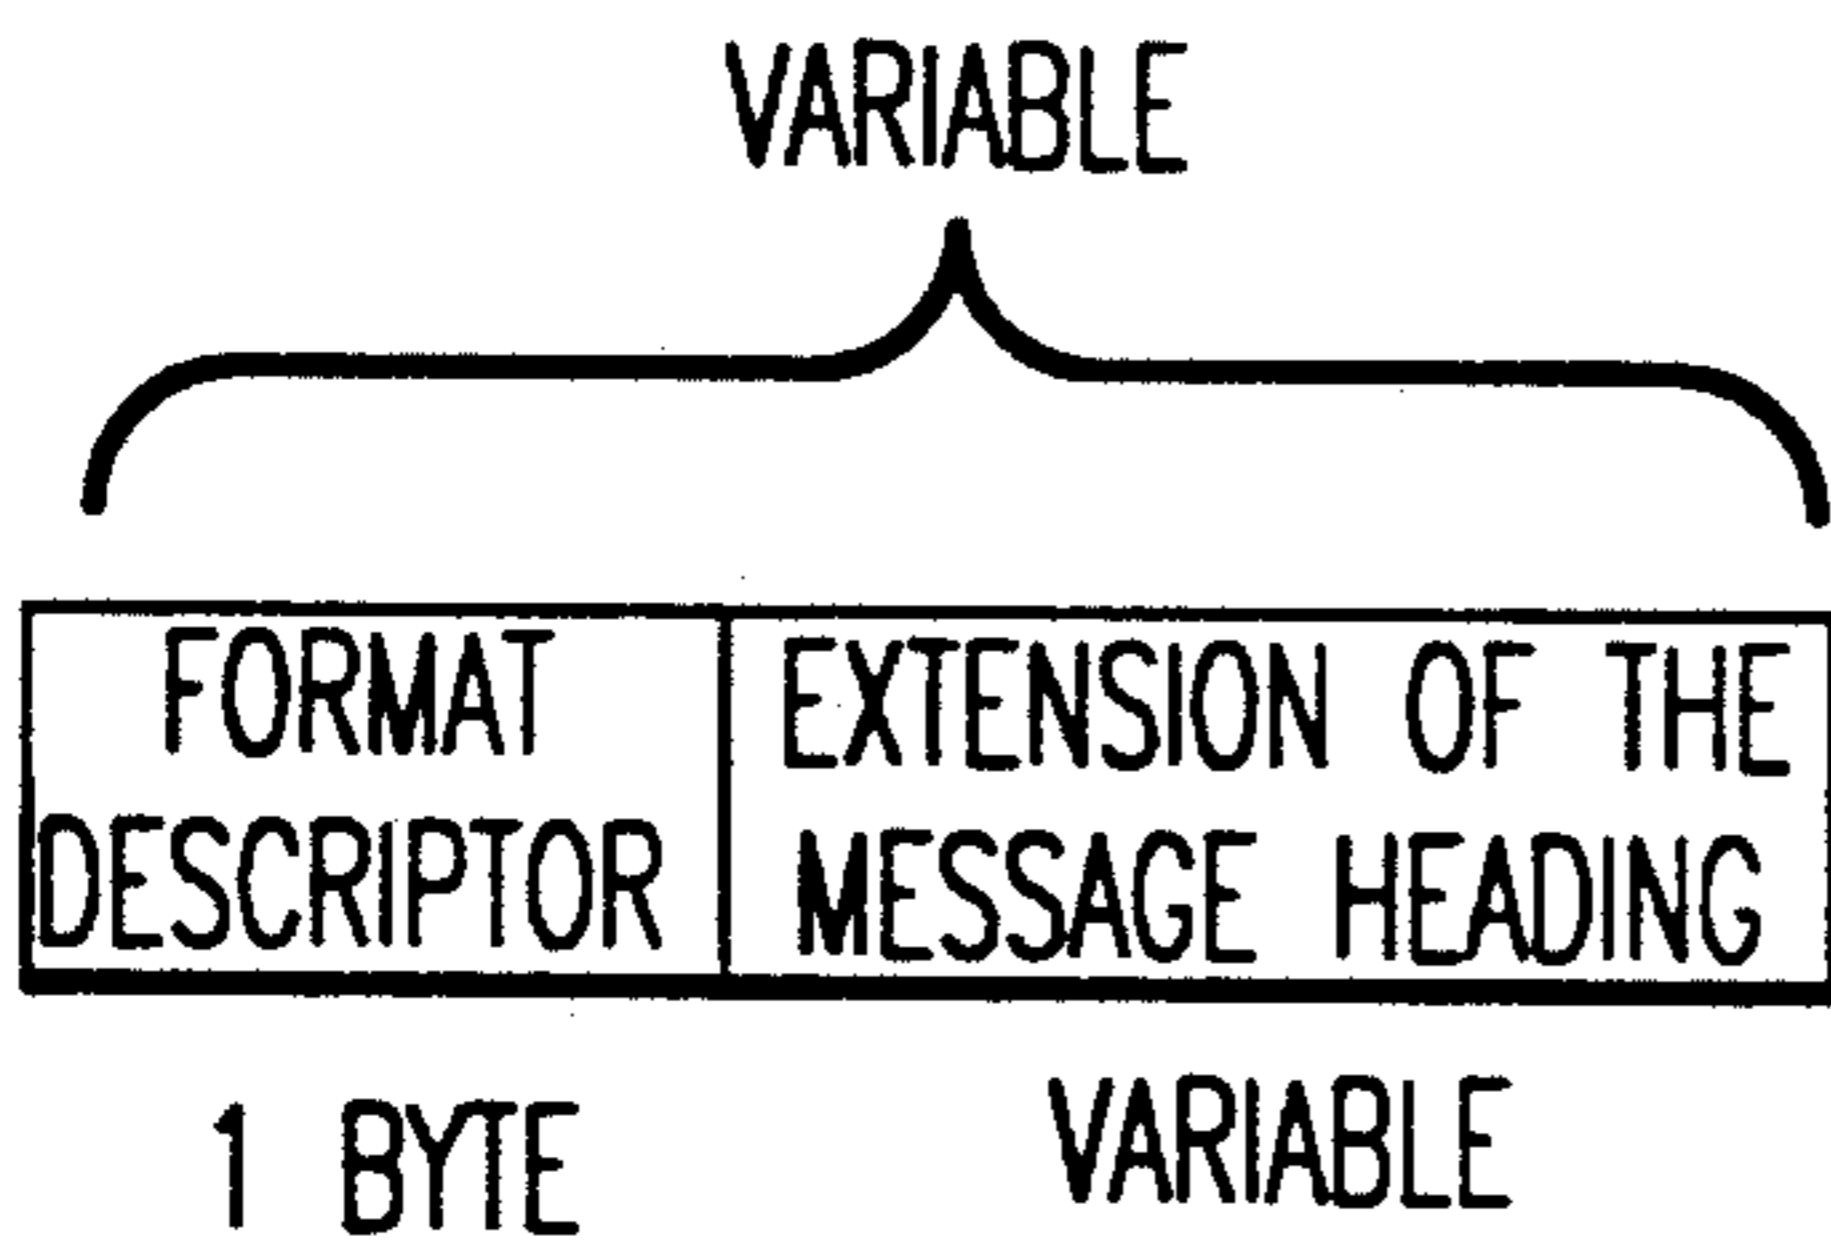 VARIABLE
FORMAT
DESCRIPTOR
EXTENSION OF THE
MESSAGE HEADING
1 BYTE
VARIABLE